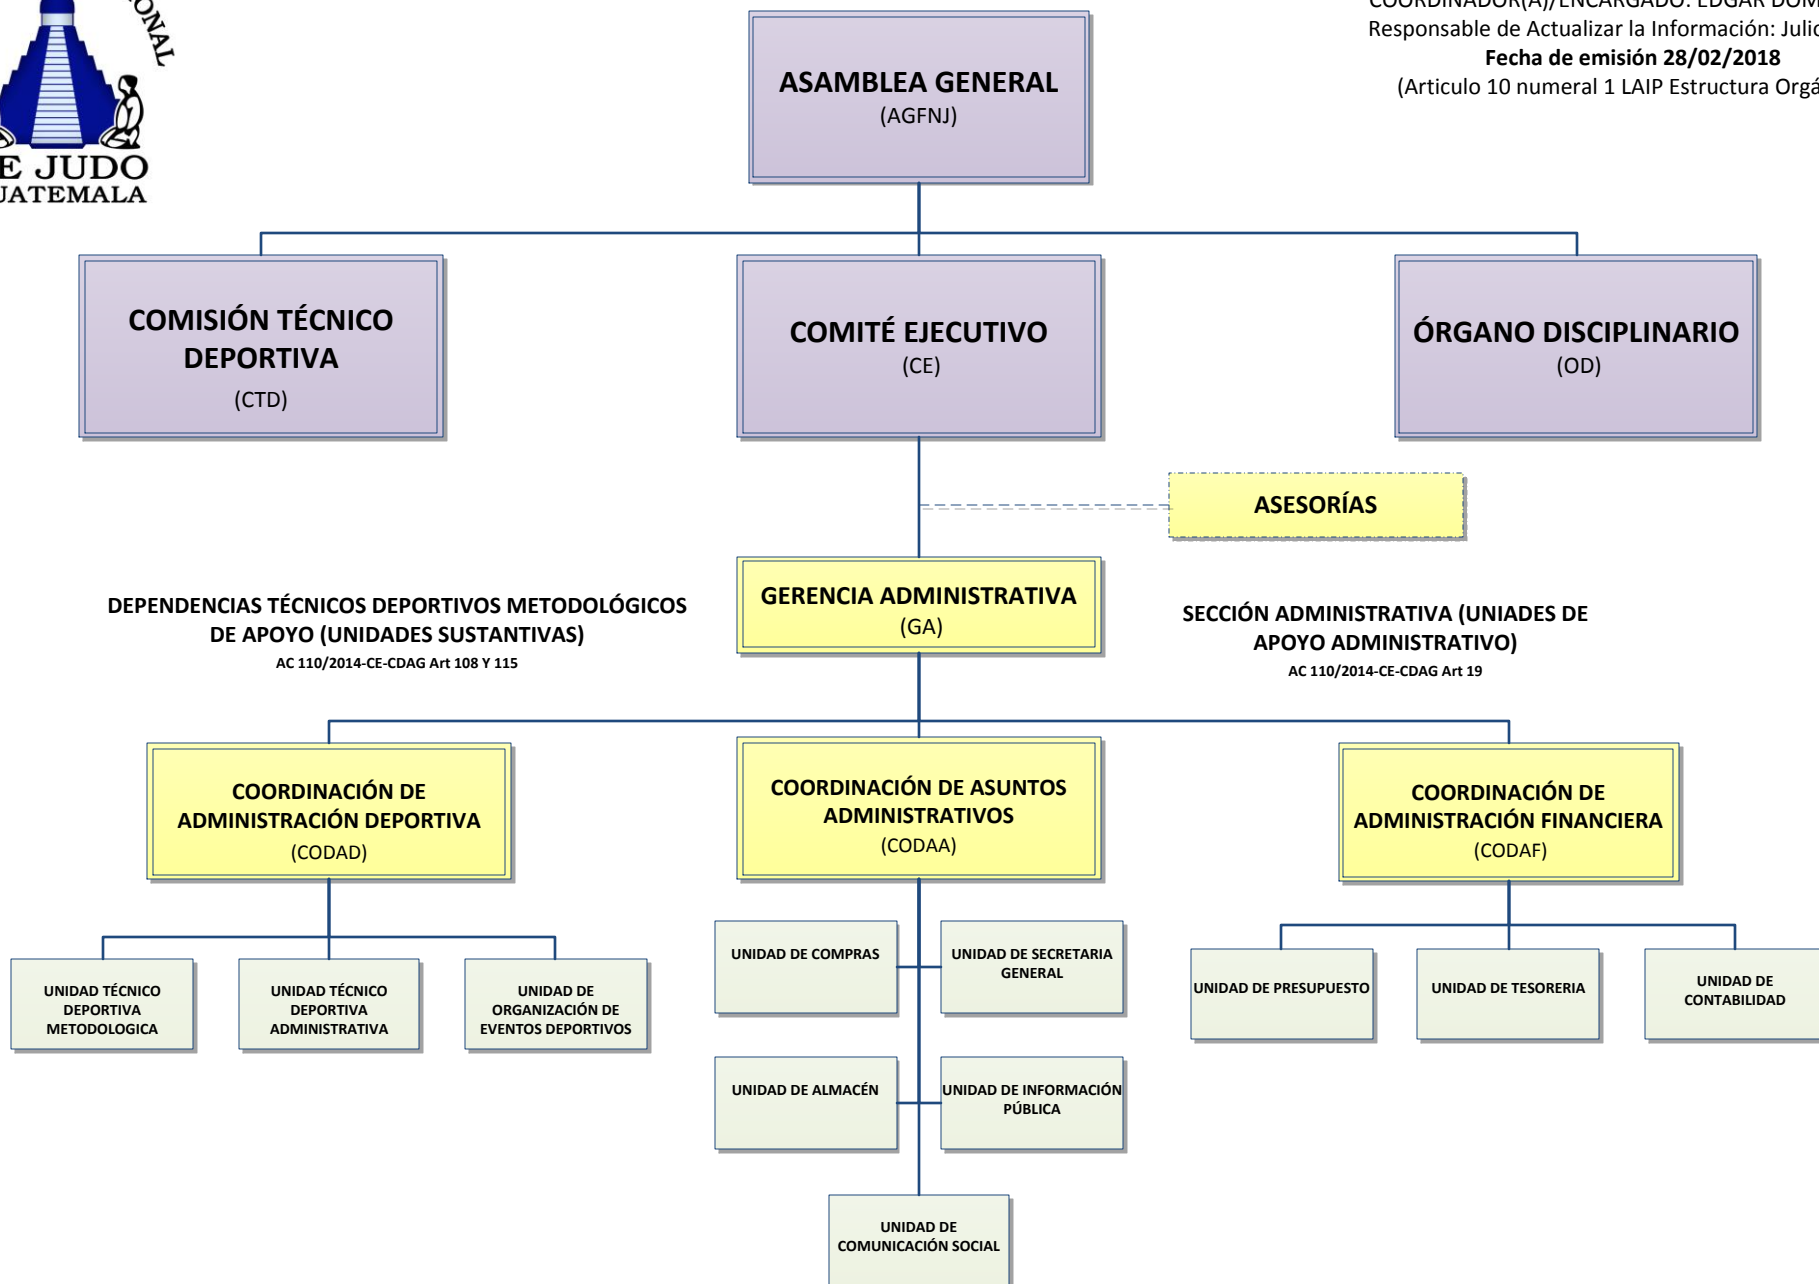 COORDINADOR(A)/ENCARGADO: EDGAR
Responsable de Actualizar la Información:
Fecha de emisión 28/02/2018
(Articulo 10 numeral 1 LAIP Estructura
JUDO
ASAMBLEA GENERAL
(AGFNJ)
COMISIÓN TÉCNICO
DEPORTIVA
(CTD)
COMITÉ EJECUTIVO
(CE)
ÓRGANO DISCIPLINARIO
(OD)
ASESORÍAS
GERENCIA ADMINISTRATIVA
(GA)
DEPENDENCIAS TÉCNICOS DEPORTIVOS METODOLÓGICOS
DE APOYO (UNIDADES SUSTANTIVAS)
AC 110/2014-CE-CDAG Art 108 Y 115
SECCIÓN ADMINISTRATIVA (UNIADES DE
APOYO ADMINISTRATIVO)
AC 110/2014-CE-CDAG Art 19
COORDINACIÓN DE
ADMINISTRACIÓN DEPORTIVA
(CODAD)
COORDINACIÓN DE ASUNTOS
ADMINISTRATIVOS
(CODAA)
COORDINACIÓN DE
ADMINISTRACIÓN FINANCIERA
(CODAF)
UNIDAD TÉCNICO
DEPORTIVA
METODOLOGICA
UNIDAD TÉCNICO
DEPORTIVA
ADMINISTRATIVA
UNIDAD DE
ORGANIZACIÓN DE
EVENTOS DEPORTIVOS
UNIDAD DE COMPRAS
UNIDAD DE SECRETARIA
GENERAL
UNIDAD DE ALMACÉN
UNIDAD DE INFORMACIÓN
PÚBLICA
UNIDAD DE
COMUNICACIÓN SOCIAL
UNIDAD DE PRESUPUESTO
UNIDAD DE TESORERIA
UNIDAD DE
CONTABILIDAD